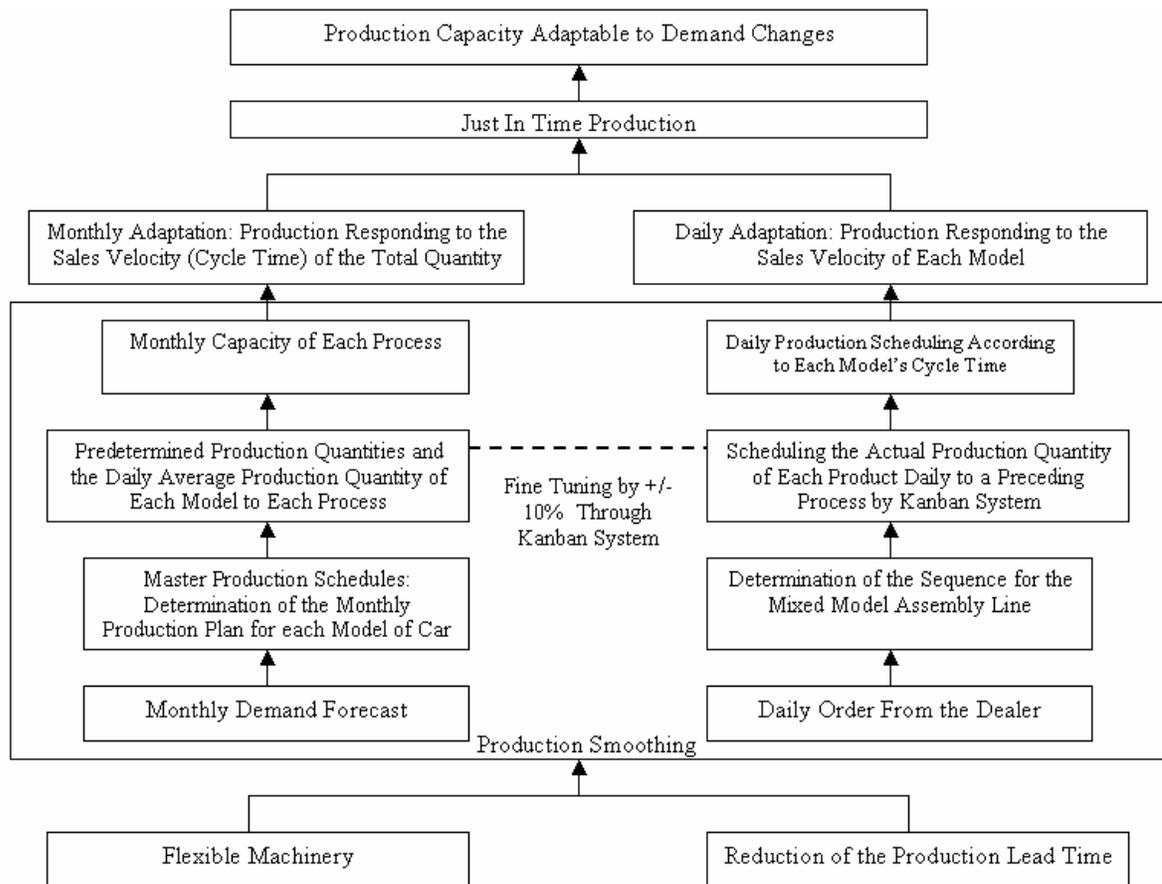 Production Capacity Adaptable to Demand Changes
Just In Time Production
Monthly Adaptation: Production Responding to the
Sales Velocity (Cycle Time) of the Total Quantity
Daily Adaptation: Production Responding to the
Sales Velocity of Each Model
Monthly Capacity of Each Process
Daily Production Scheduling According
to Each Model's Cycle Time
Predetermined Production Quantities and
the Daily Average Production Quantity of
Each Model to Each Process
Fine Tuning by +/-
10% Through
Kanban System
Scheduling the Actual Production Quantity
of Each Product Daily to a Preceding
Process by Kanban System
Master Production Schedules:
Determination of the Monthly
Production Plan for each Model of Car
Determination of the Sequence for the
Mixed Model Assembly Line
Monthly Demand Forecast
Daily Order From the Dealer
Production Smoothing
Flexible Machinery
Reduction of the Production Lead Time